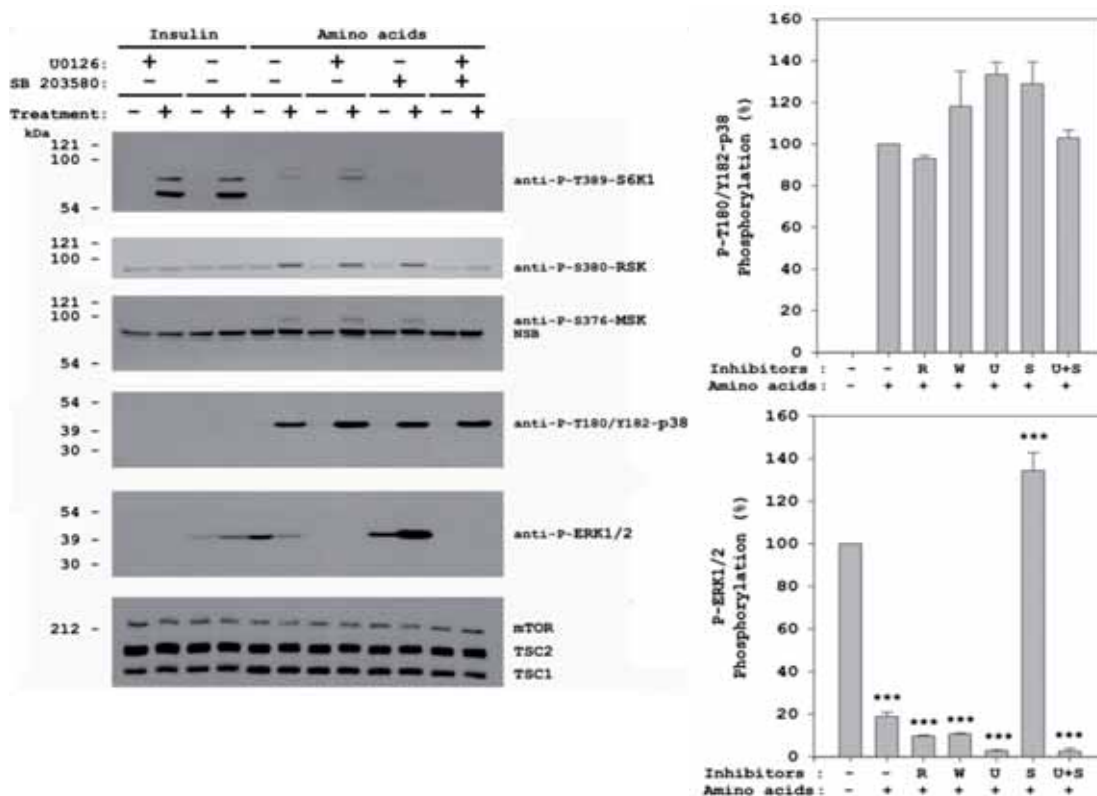 Insulin Amino acids
U0126: + - - + - +
SB 203580: - - - - + +
Treatment: - + - + - + - + - + - +
kDa
121 -
100 -
54 -
anti-P-T389-S6K1
121 -
100 -
anti-P-S380-RSK
121 -
100 -
54 -
anti-P-S376-MSK
NSB
54 -
39 -
30 -
anti-P-T180/Y182-p38
54 -
39 -
30 -
anti-P-ERK1/2
212 -
mTOR
TSC2
TSC1
P-T180/Y182-p38
Phosphorylation (%)
160
140
120
100
80
60
40
20
0
Inhibitors : - - R W U S U+S
Amino acids: - + + + + + +
P-ERK1/2
Phosphorylation (%)
160
140
120
100
80
60
40
20
0
***
***
***
***
***
***
Inhibitors : - - R W U S U+S
Amino acids: - + + + + + +